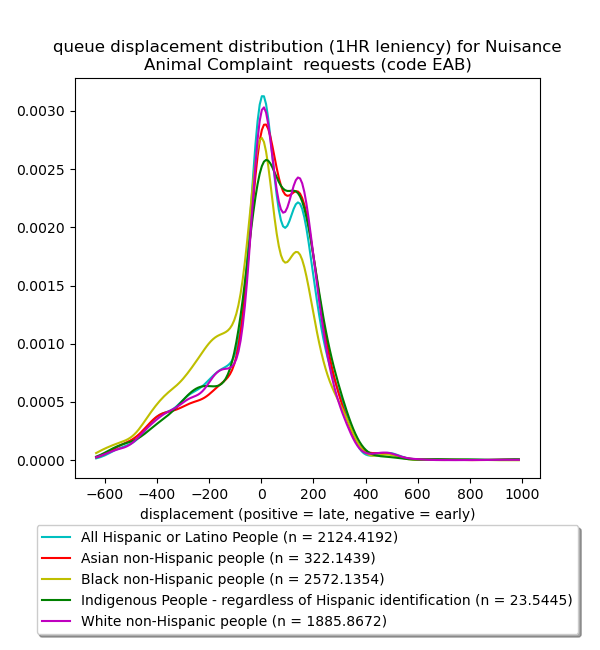 queue displacement distribution (1HR leniency) for Nuisance
Animal Complaint  requests (code EAB)
0.0030
0.0025
0.0020
0.0015
0.0010
0.0005
0.0000
−600 −400 −200 0 200 400 600 800 1000
displacement (positive = late, negative = early)
All Hispanic or Latino People (n = 2124.4192)
Asian non-Hispanic people (n = 322.1439)
Black non-Hispanic people (n = 2572.1354)
Indigenous People - regardless of Hispanic identification (n = 23.5445)
White non-Hispanic people (n = 1885.8672)